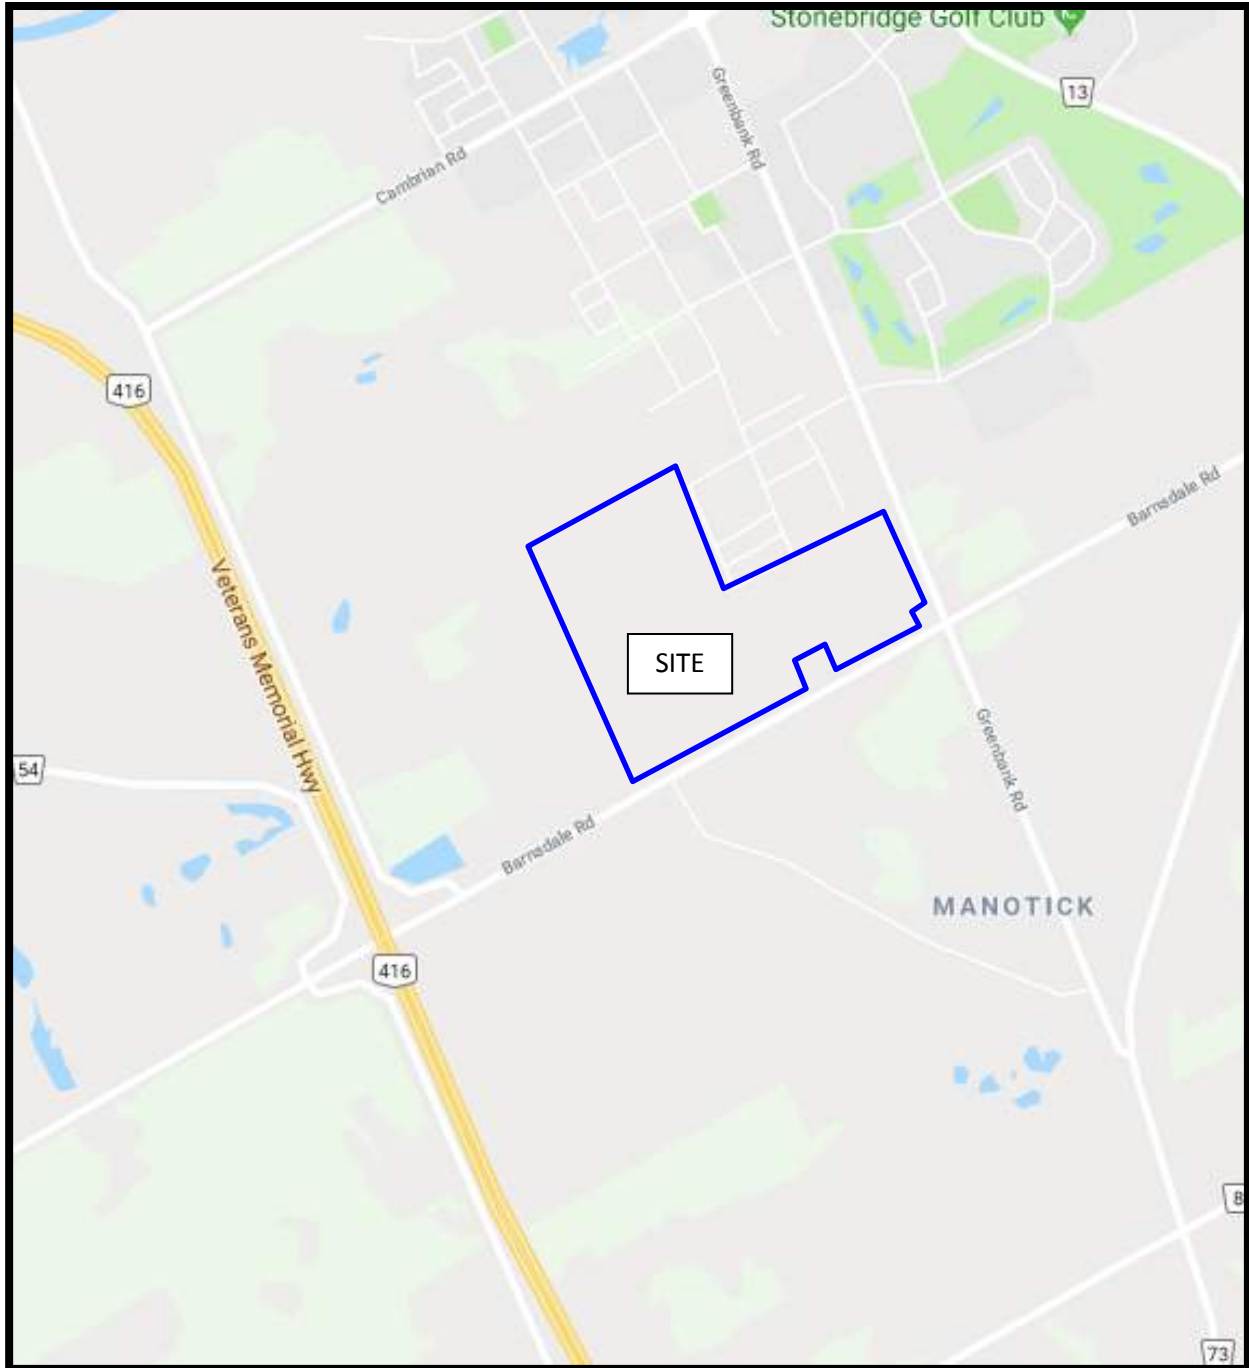 Stonebridge Golf Club
13
Greenbank Rd
Cambrian Rd
416
Barnsdale Rd
Veterans Memorial Hwy
SITE
Greenbank Rd
54
Barnsdale Rd
MANOTICK
416
8
73